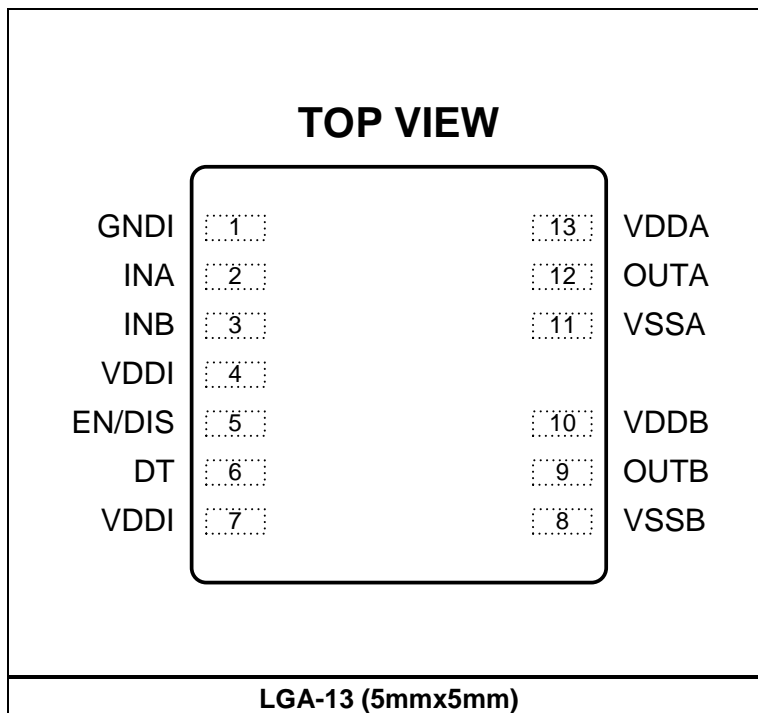 TOP VIEW
GNDI 1 13 VDDA
INA 2 12 OUTA
INB 3 11 VSSA
VDDI 4
EN/DIS 5 10 VDDB
DT 6 9 OUTB
VDDI 7 8 VSSB
LGA-13 (5mmx5mm)